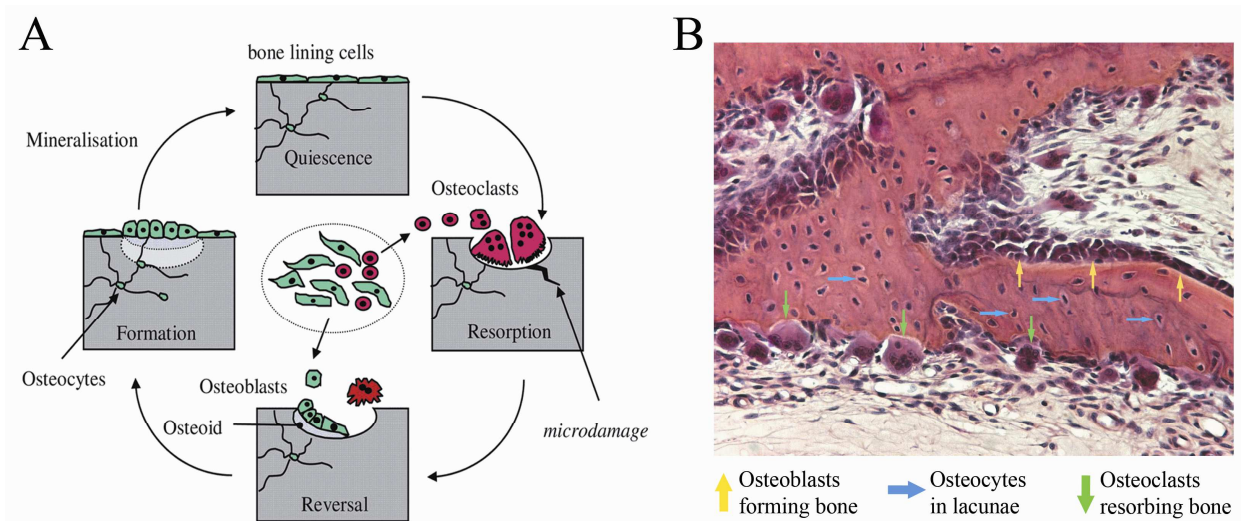 A
bone lining cells
Quiescence
Mineralisation
Osteoclasts
Formation
Resorption
Osteocytes
Osteoblasts
Osteoid
microdamage
Reversal
B
Osteoblasts
forming bone
Osteocytes
in lacunae
Osteoclasts
resorbing bone